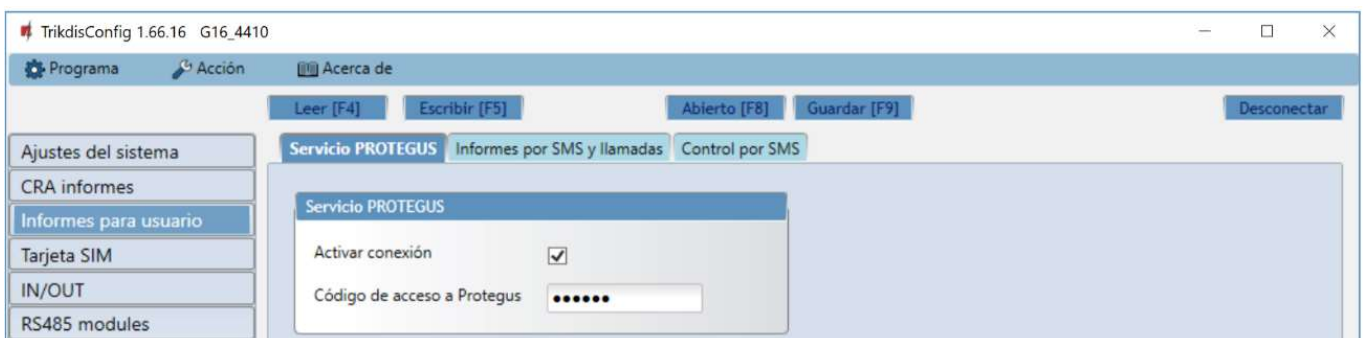 TrikdisConfig 1.66.16 G16_4410
Programa Acción Acerca de
Leer [F4] Escribir [F5] Abierto [F8] Guardar [F9] Desconectar
Ajustes del sistema
CRA informes
Informes para usuario
Tarjeta SIM
IN/OUT
RS485 modules
Servicio PROTEGUS Informes por SMS y llamadas Control por SMS
Servicio PROTEGUS
Activar conexión
Código de acceso a Protegus ●●●●●●